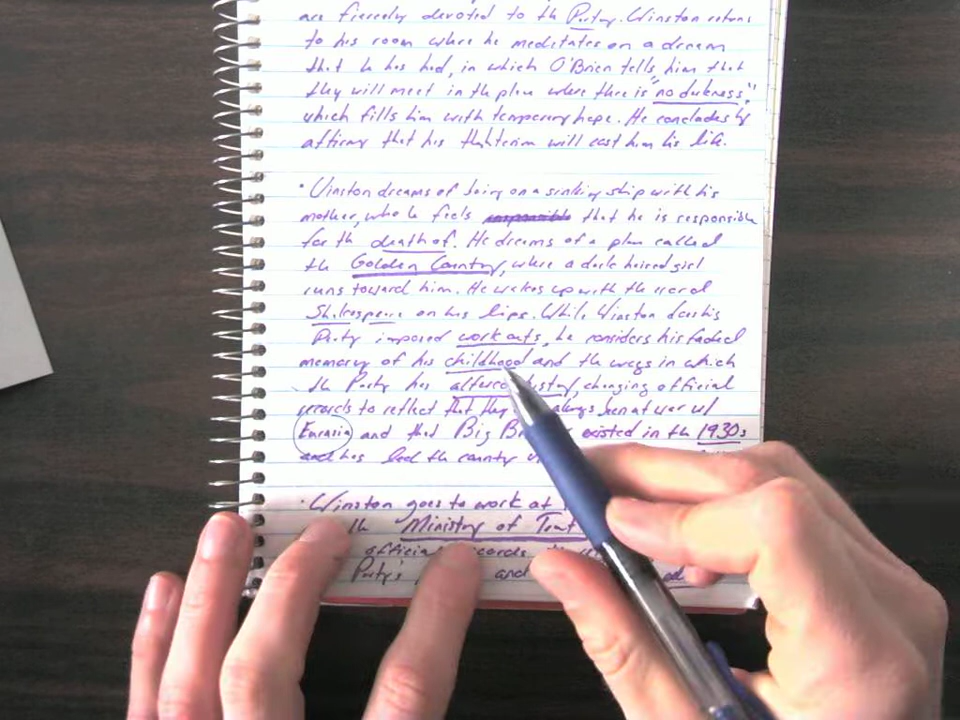 are fiercely devoted to the Party. Winston returns
to his room where he meditates on a dream
that he has had, in which O'Brien tells him that
they will meet in the place where there is "no darkness,"
which fills him with temporary hope. He concludes by
affirming that his will cost him his life.
• Winston dreams of being on a sinking ship with his
mother, who he feels that he is responsible
for the death of. He dreams of a place called
the Golden Country, where a dark haired girl
runs toward him. He wakes up with the word
Shakespeare on his lips. While Winston does his
Party imposed workouts, he considers his faded
memory of his childhood and the ways in which
the Party has altered history, changing official
records to reflect that they always been at war w/
Eurasia and that Big existed in the 1930s
and has led the country
• Winston goes to work at
the Ministry of
official records
Party's and